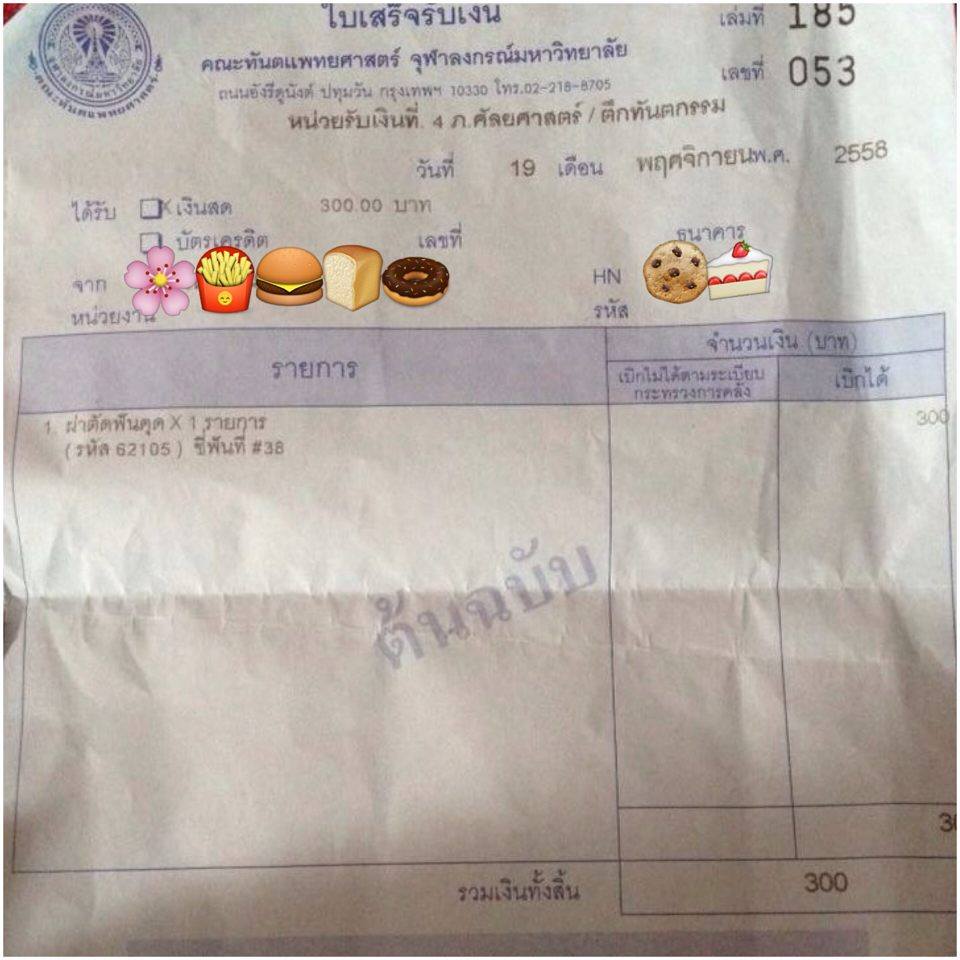 ใบเสร็จรับเงิน
เล่มที่ 185
คณะทันตแพทยศาสตร์ จุฬาลงกรณ์มหาวิทยาลัย
เลขที่ 053
ถนนอังรีดูนังต์ ปทุมวัน กรุงเทพฯ 10330 โทร.02-218-8705
หน่วยรับเงินที่. 4 ภ.ศัลยศาสตร์ / ตึกทันตกรรม
วันที่ 19 เดือน พฤศจิกายน พ.ศ. 2558
ได้รับ X เงินสด 300.00 บาท
บัตรเครดิต เลขที่ ธนาคาร
จาก HN
หน่วยงาน รหัส
รายการ จำนวนเงิน (บาท)
เบิกไม่ได้ตามระเบียบ เบิกได้
กระทรวงการคลัง
1. ผ่าตัดฟันคุด X 1 รายการ 300
( รหัส 62105 ) ซี่ฟันที่ #38
ต้นฉบับ
รวมเงินทั้งสิ้น 300